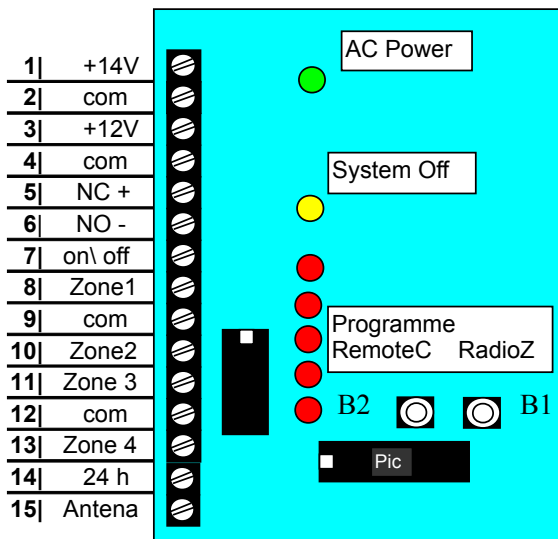 1| +14V
2| com
3| +12V
4| com
5| NC +
6| NO -
7| on\ off
8| Zone1
9| com
10| Zone2
11| Zone 3
12| com
13| Zone 4
14| 24 h
15| Antena
AC Power
System Off
Programme
RemoteC RadioZ
B2 B1
Pic